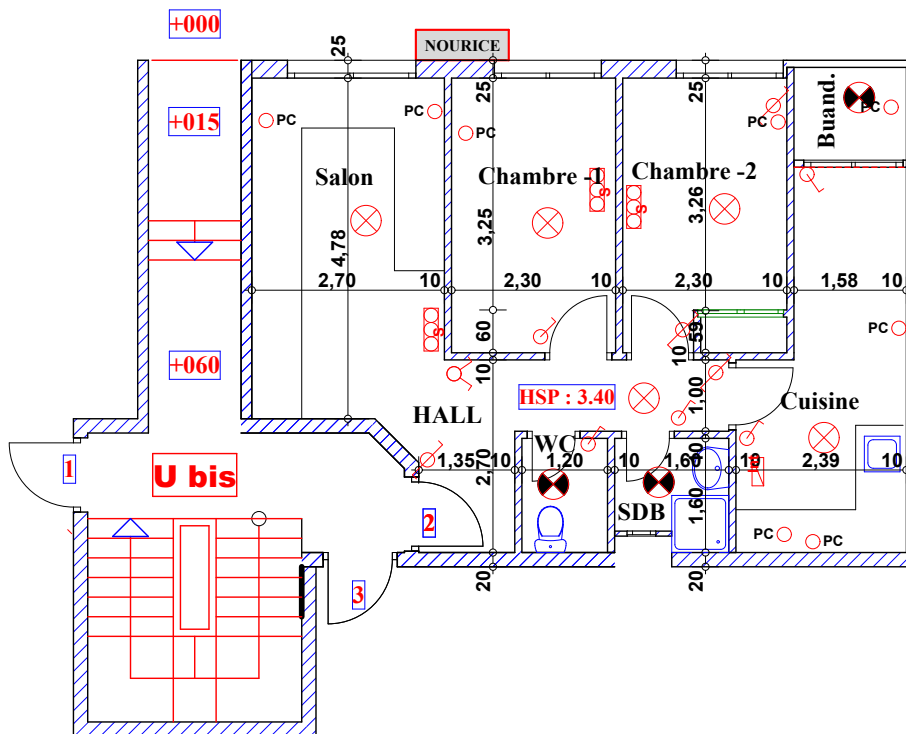 +000
25
NOURICE
+015
PC
PC
PC
25
25
PC
Buand.
PC
Salon
Chambre -1
Chambre -2
S
S
4,78
3,25
3,26
2,70
10
2,30
10
2,30
10
1,58
10
S
60
59
+060
10
10
HSP : 3.40
1,00
HALL
Cuisine
WC
1
U bis
1,35
2,70
10
1,20
10
1,60
10
2,39
10
2
SDB
1,60
PC
PC
3
20
20